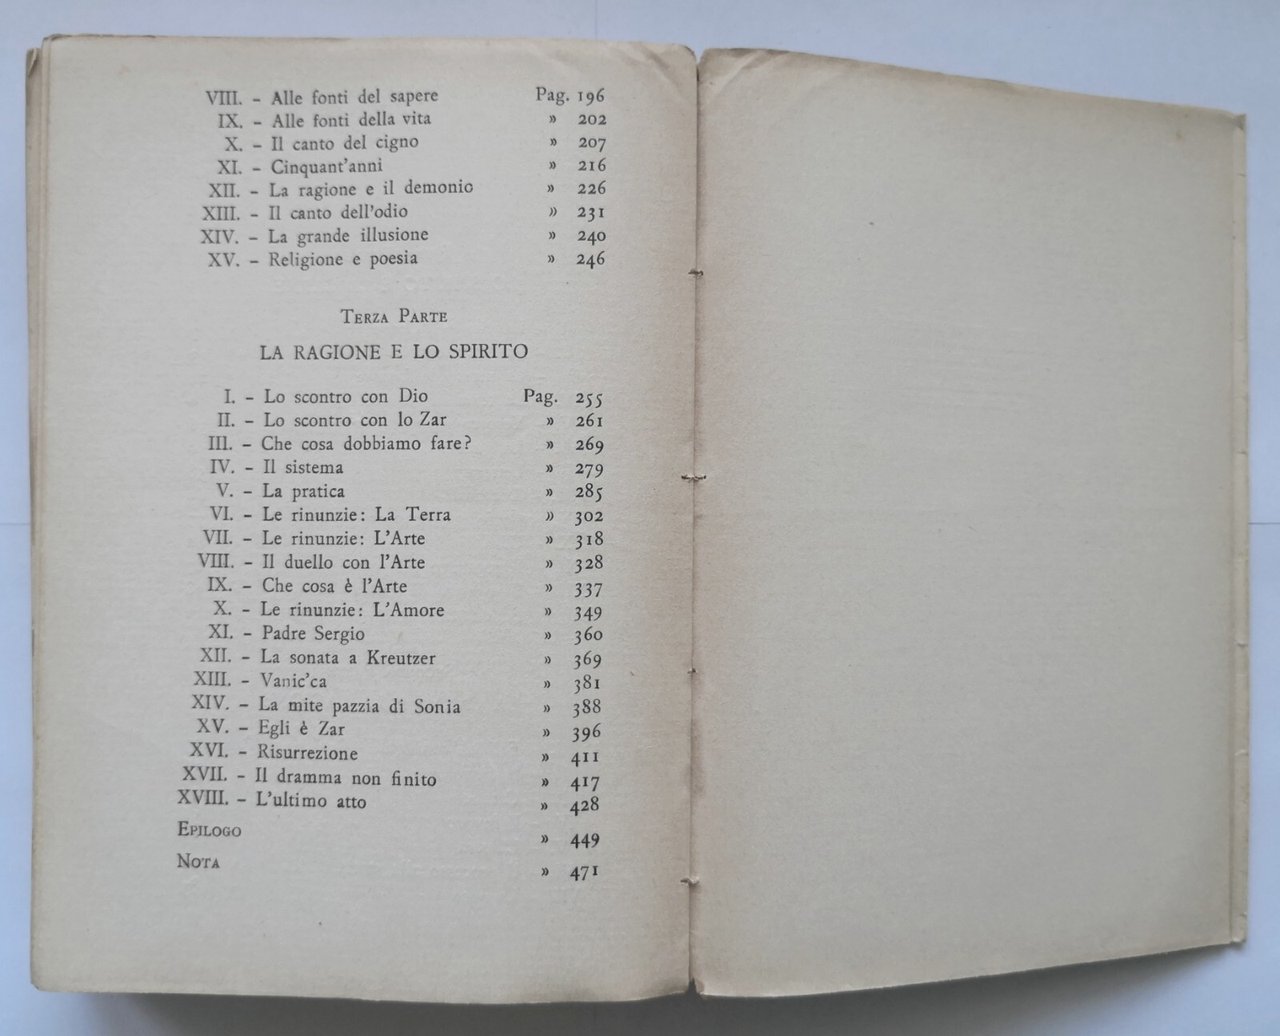 VIII. - Alle fonti del sapere Pag. 196
IX. - Alle fonti della vita » 202
X. - Il canto del cigno » 207
XI. - Cinquant'anni » 216
XII. - La ragione e il demonio » 226
XIII. - Il canto dell'odio » 231
XIV. - La grande illusione » 240
XV. - Religione e poesia » 246
Terza Parte
LA RAGIONE E LO SPIRITO
I. - Lo scontro con Dio Pag. 255
II. - Lo scontro con lo Zar » 261
III. - Che cosa dobbiamo fare? » 269
IV. - Il sistema » 279
V. - La pratica » 285
VI. - Le rinunzie: La Terra » 302
VII. - Le rinunzie: L'Arte » 318
VIII. - Il duello con l'Arte » 328
IX. - Che cosa è l'Arte » 337
X. - Le rinunzie: L'Amore » 349
XI. - Padre Sergio » 360
XII. - La sonata a Kreutzer » 369
XIII. - Vanic'ca » 381
XIV. - La mite pazzia di Sonia » 388
XV. - Egli è Zar » 396
XVI. - Risurrezione » 411
XVII. - Il dramma non finito » 417
XVIII. - L'ultimo atto » 428
Epilogo » 449
Nota » 471